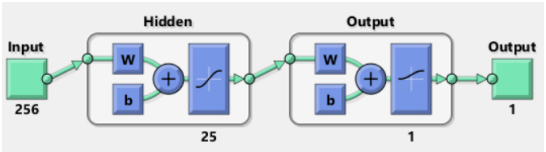 Hidden Output
Input Output
W W
+ +
b b
256 1
25 1